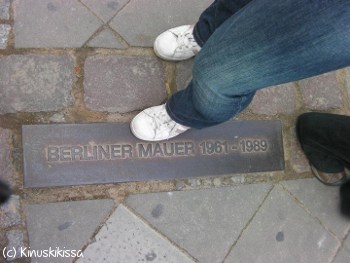 BERLINER MAUER 1961 - 1989
(c) Kinuskikissa